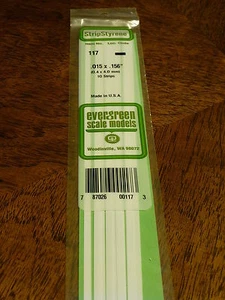 StripStyrene
117
.015 x .156"
(0.4 x 4.0 mm)
10 Strips
Made in U.S.A.
evergreen
scale models
Woodinville, WA 98072
7 87026 00117 3